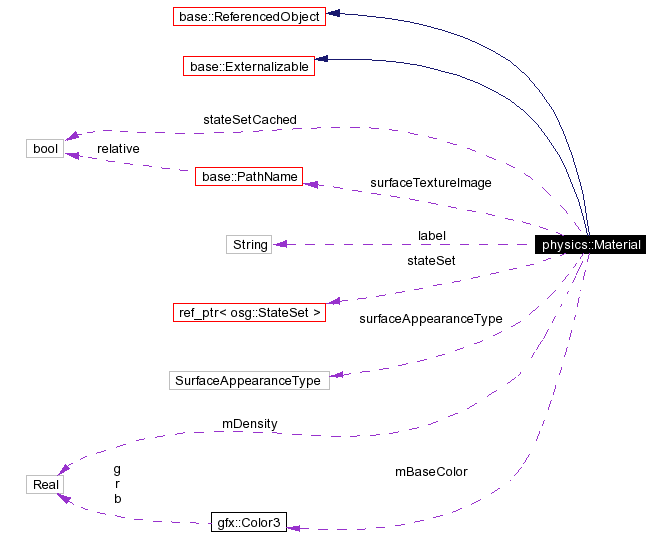 base::ReferencedObject
base::Externalizable
stateSetCached
bool
relative
base::PathName
surfaceTextureImage
label
String
physics::Material
stateSet
ref_ptr< osg::StateSet >
surfaceAppearanceType
SurfaceAppearanceType
mDensity
g
r
b
Real
mBaseColor
gfx::Color3